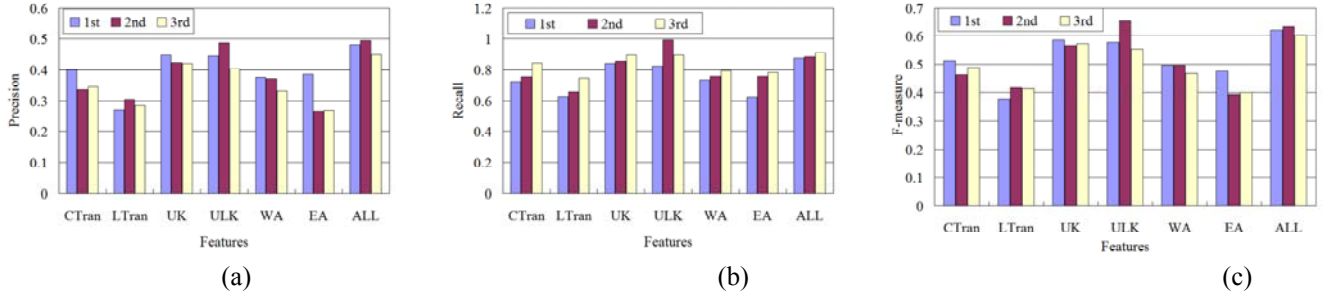 0.6
0.5
0.4
0.3
0.2
0.1
0
Precision
1st 2nd 3rd
CTran LTran UK ULK WA EA ALL
Features
(a)
1.2
1
0.8
0.6
0.4
0.2
0
Recall
1st 2nd 3rd
CTran LTran UK ULK WA EA ALL
Features
(b)
0.7
0.6
0.5
0.4
0.3
0.2
0.1
0
F-measure
1st 2nd 3rd
CTran LTran UK ULK WA EA ALL
Features
(c)